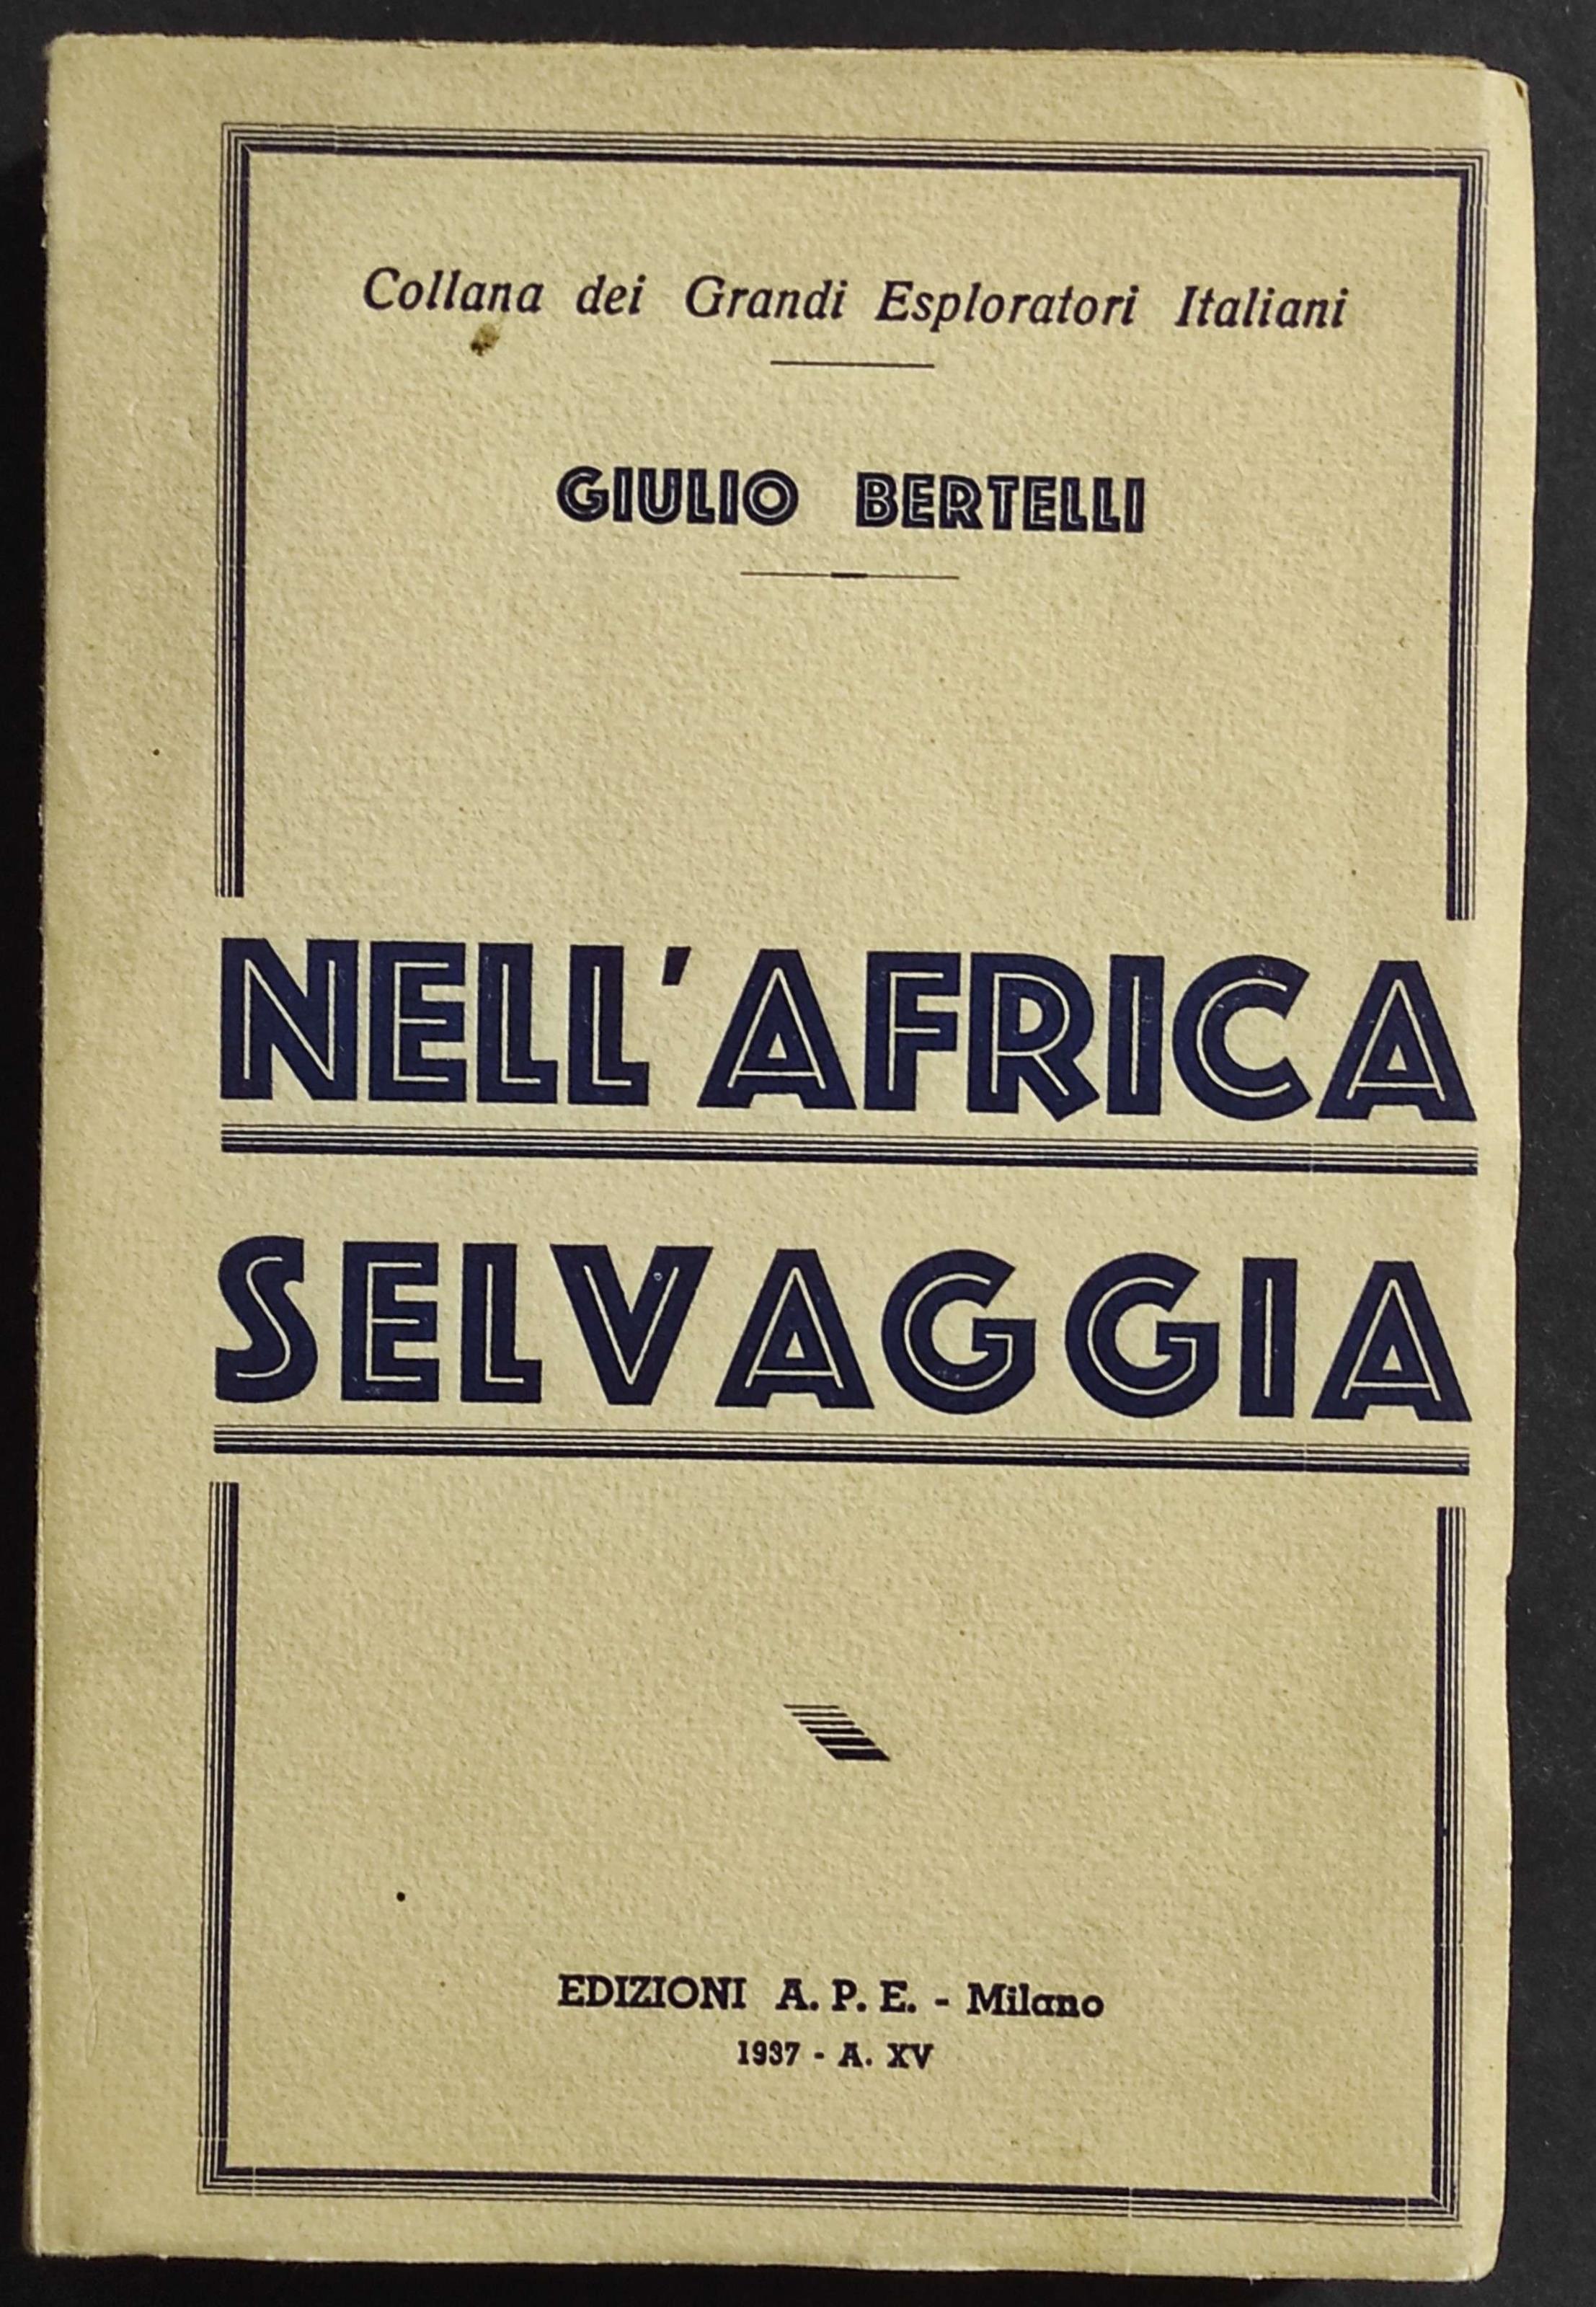 Collana dei Grandi Esploratori Italiani
GIULIO BERTELLI
NELL'AFRICA
SELVAGGIA
EDIZIONI A. P. E. - Milano
1937 - A. XV